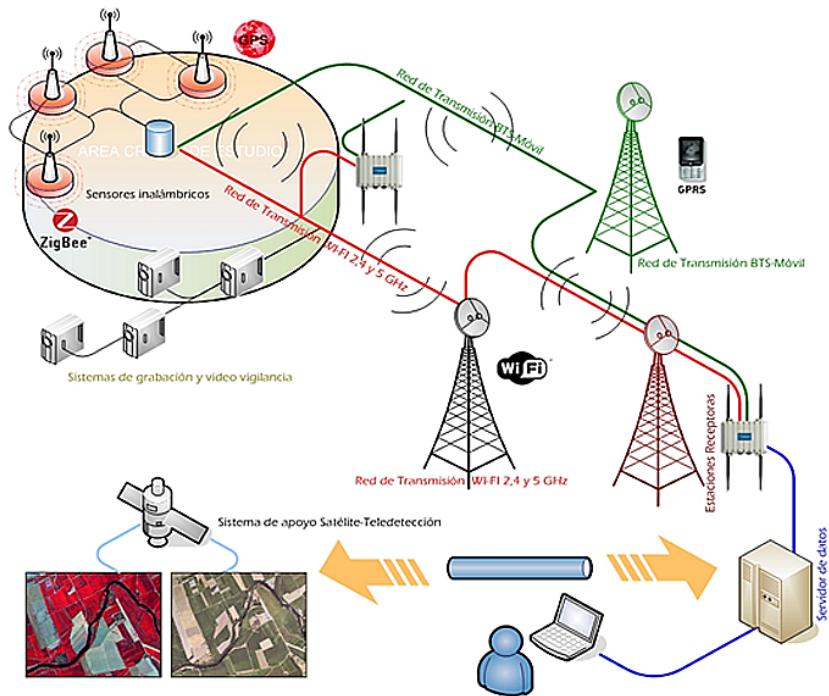 GPS
AREA CRITICA DE ESTUDIO
Sensores inalámbricos
ZigBee
Red de Transmisión BTS-Móvil
Red de Transmisión WI-FI 2,4 y 5 GHz
GPRS
Red de Transmisión BTS-Móvil
Sistemas de grabación y video vigilancia
Wi Fi
Red de Transmisión WI-FI 2,4 y 5 GHz
Estaciones Receptoras
Sistema de apoyo Satélite-Teledetección
Servidor de datos